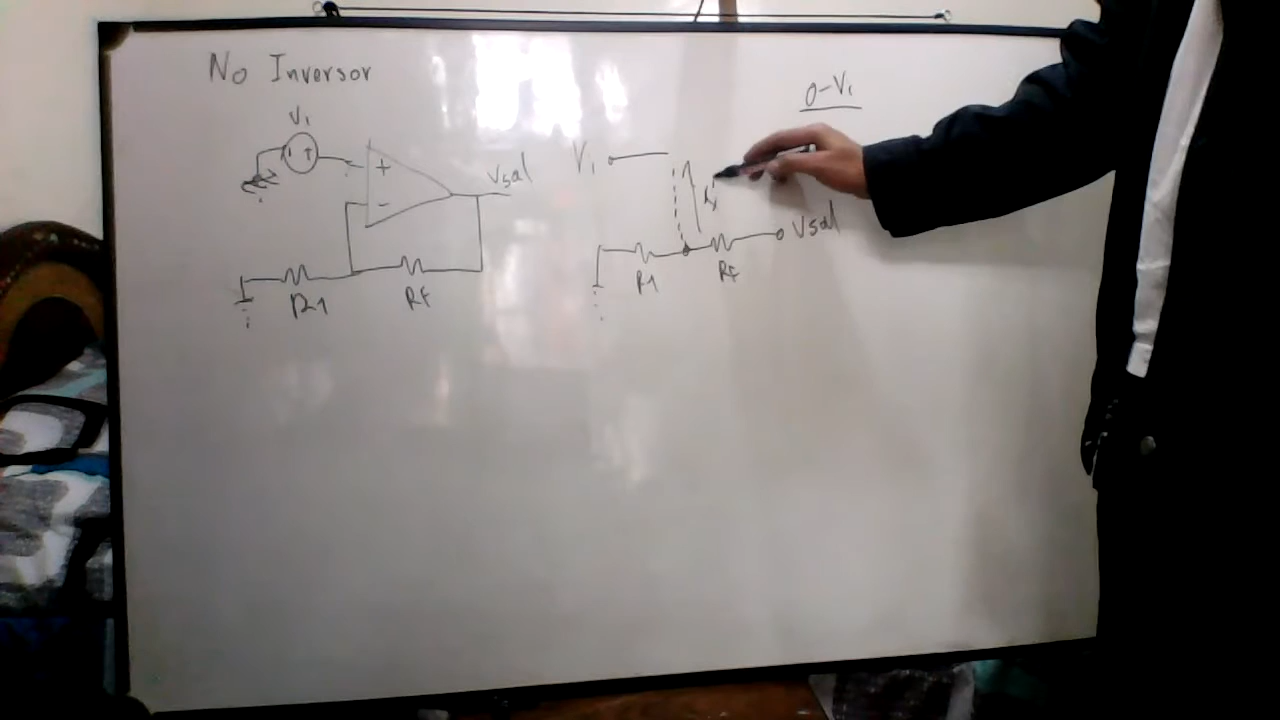 No Inversor
V1
+
-
Vsal
R1
Rf
0-V1
V1
Vsal
R1
Rf